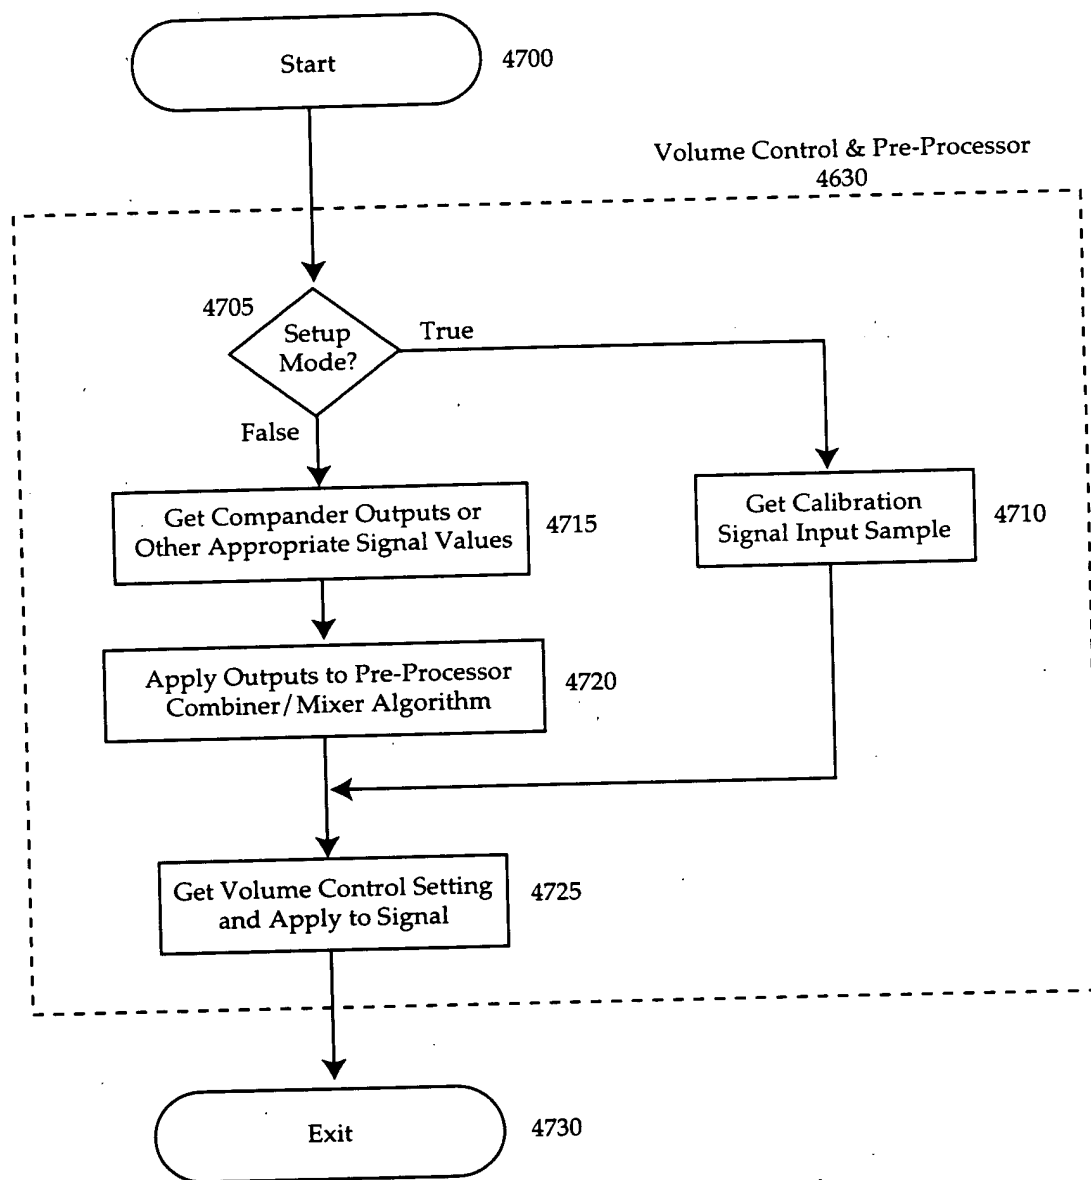 Start
4700
Volume Control & Pre-Processor
4630
4705
Setup
Mode?
True
False
Get Compander Outputs or
Other Appropriate Signal Values
4715
Get Calibration
Signal Input Sample
4710
Apply Outputs to Pre-Processor
Combiner/Mixer Algorithm
4720
Get Volume Control Setting
and Apply to Signal
4725
Exit
4730